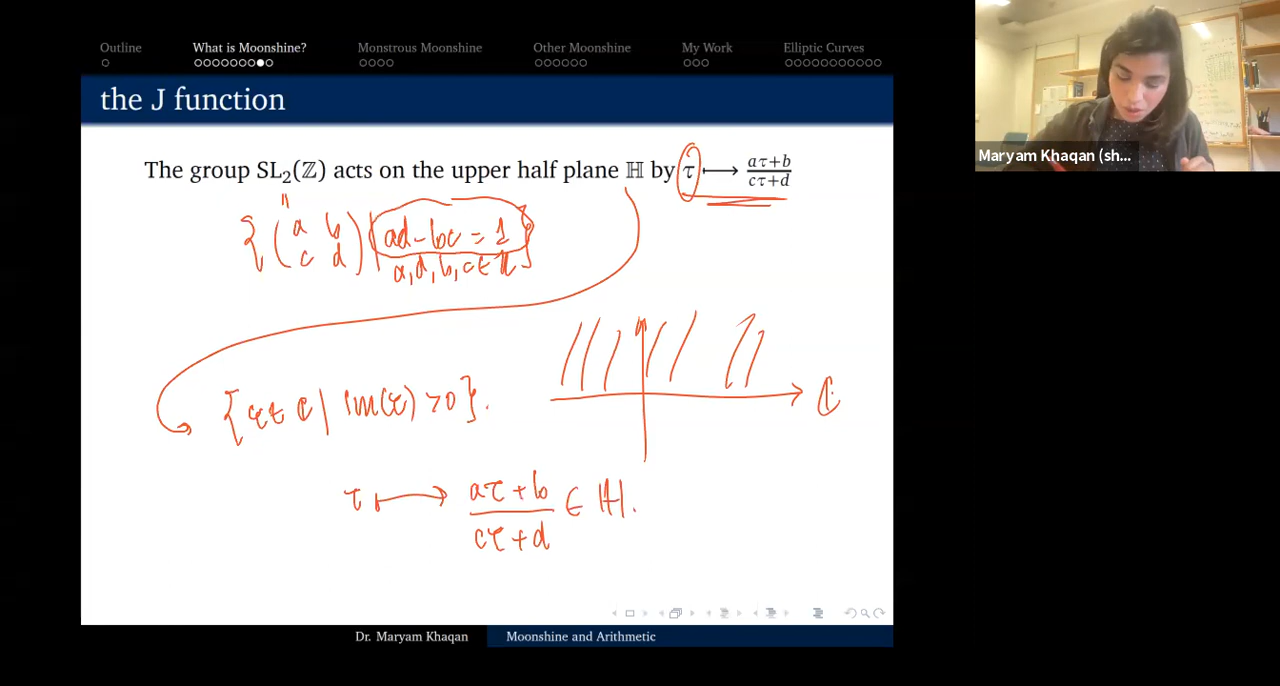 Outline
What is Moonshine?
Monstrous Moonshine
Other Moonshine
My Work
Elliptic Curves
the J function
The group SL₂(ℤ) acts on the upper half plane ℍ by τ ⟼ aτ+b / cτ+d
{ ( a b
c d ) | ad-bc = 1
a,d,b,c ∈ ℤ }
{τ ∈ ℂ | Im(τ) > 0}.
ℂ
τ ⟼ aτ+b / cτ+d ∈ ℍ.
Dr. Maryam Khaqan
Moonshine and Arithmetic
Maryam Khaqan (sh...